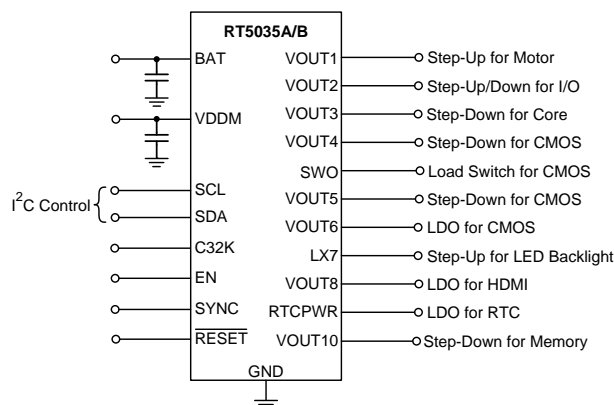 RT5035A/B
BAT
VDDM
I2C Control
SCL
SDA
C32K
EN
SYNC
RESET
GND
VOUT1 Step-Up for Motor
VOUT2 Step-Up/Down for I/O
VOUT3 Step-Down for Core
VOUT4 Step-Down for CMOS
SWO Load Switch for CMOS
VOUT5 Step-Down for CMOS
VOUT6 LDO for CMOS
LX7 Step-Up for LED Backlight
VOUT8 LDO for HDMI
RTCPWR LDO for RTC
VOUT10 Step-Down for Memory